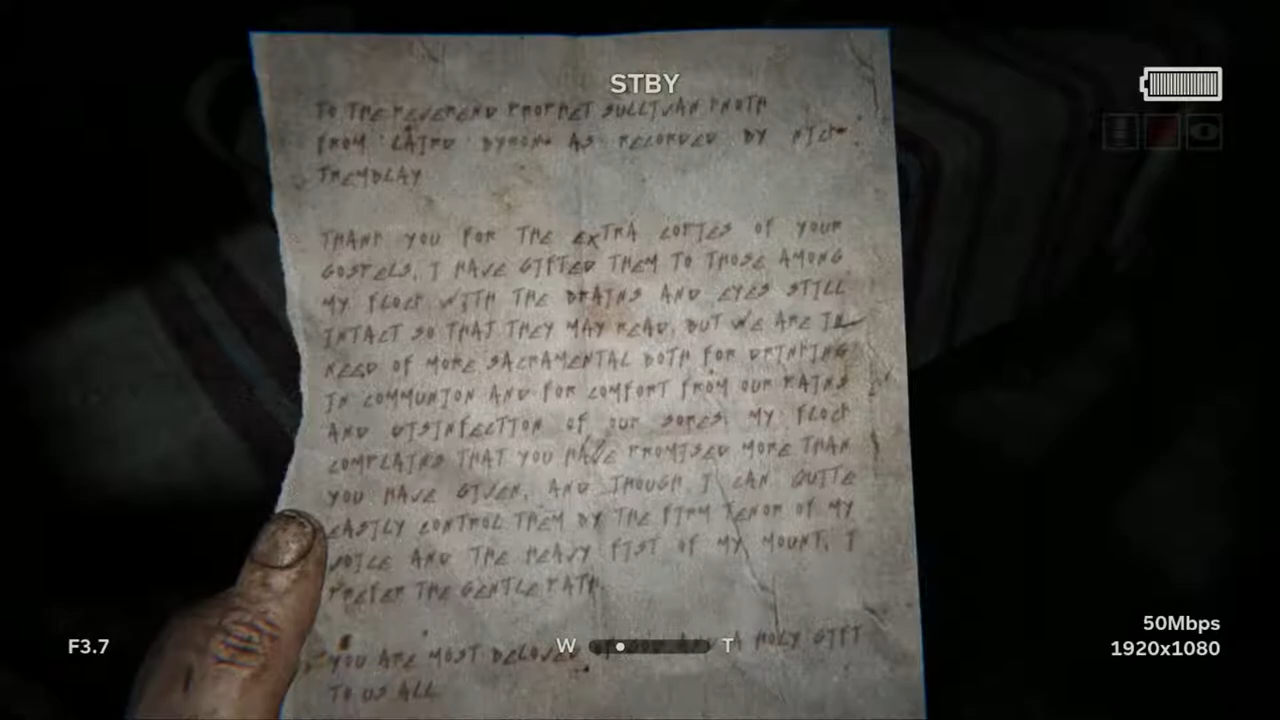 STBY
TO THE REVEREND PROPHET SULLIVAN KNOTH
FROM LAIRD BYRON, AS RECORDED BY NICK
TREMBLAY
THANK YOU FOR THE EXTRA COPIES OF YOUR
GOSPELS. I HAVE GIFTED THEM TO THOSE AMONG
MY FLOCK WITH THE BRAINS AND EYES STILL
INTACT SO THAT THEY MAY READ, BUT WE ARE IN
NEED OF MORE SACRAMENTAL BOTH FOR DRINKING
IN COMMUNION AND FOR COMFORT FROM OUR PAINS
AND DISINFECTION OF OUR SORES. MY FLOCK
COMPLAINS THAT YOU HAVE PROMISED MORE THAN
YOU HAVE GIVEN, AND THOUGH I CAN QUITE
EASILY CONTROL THEM BY THE FIRM TENOR OF MY
VOICE AND THE HEAVY FIST OF MY MOUNT, I
PREFER THE GENTLE PATH.
YOU ARE MOST BELOVED OF GOD AND A HOLY GIFT
TO US ALL
F3.7
W T
50Mbps
1920x1080